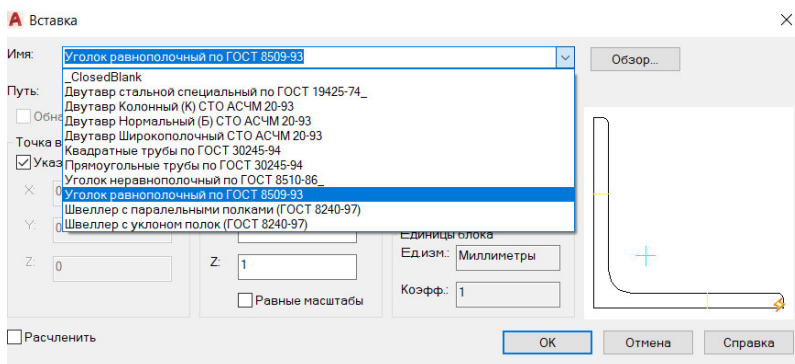 Вставка
Имя:
Уголок равнополочный по ГОСТ 8509-93
Обзор...
Путь:
_ClosedBlank
Двутавр стальной специальный по ГОСТ 19425-74_
Двутавр Колонный (К) СТО АСЧМ 20-93
Двутавр Нормальный (Б) СТО АСЧМ 20-93
Двутавр Широкополочный СТО АСЧМ 20-93
Квадратные трубы по ГОСТ 30245-94
Прямоугольные трубы по ГОСТ 30245-94
Уголок неравнополочный по ГОСТ 8510-86_
Уголок равнополочный по ГОСТ 8509-93
Швеллер с паралельными полками (ГОСТ 8240-97)
Швеллер с уклоном полок (ГОСТ 8240-97)
Точка в
Указ
X:
Y:
Z: 0
Z: 1
Равные масштабы
Единицы блока
Ед.изм.: Миллиметры
Коэфф.: 1
Расчленить
ОК
Отмена
Справка